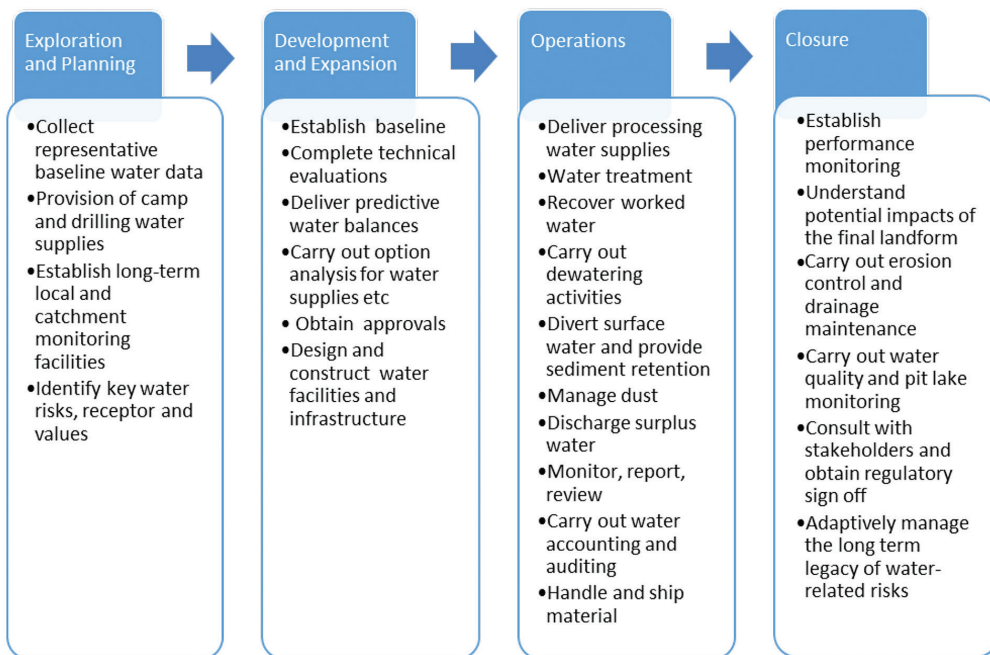 Exploration
and Planning
•Collect
representative
baseline water data
•Provision of camp
and drilling water
supplies
•Establish long-term
local and
catchment
monitoring
facilities
•Identify key water
risks, receptor and
values
Development
and Expansion
•Establish baseline
•Complete technical
evaluations
•Deliver predictive
water balances
•Carry out option
analysis for water
supplies etc
• Obtain approvals
•Design and
construct water
facilities and
infrastructure
Operations
•Deliver processing
water supplies
•Water treatment
•Recover worked
water
•Carry out
dewatering
activities
•Divert surface
water and provide
sediment retention
•Manage dust
•Discharge surplus
water
•Monitor, report,
review
•Carry out water
accounting and
auditing
•Handle and ship
material
Closure
•Establish
performance
monitoring
•Understand
potential impacts of
the final landform
•Carry out erosion
control and
drainage
maintenance
•Carry out water
quality and pit lake
monitoring
•Consult with
stakeholders and
obtain regulatory
sign off
•Adaptively manage
the long term
legacy of water-
related risks